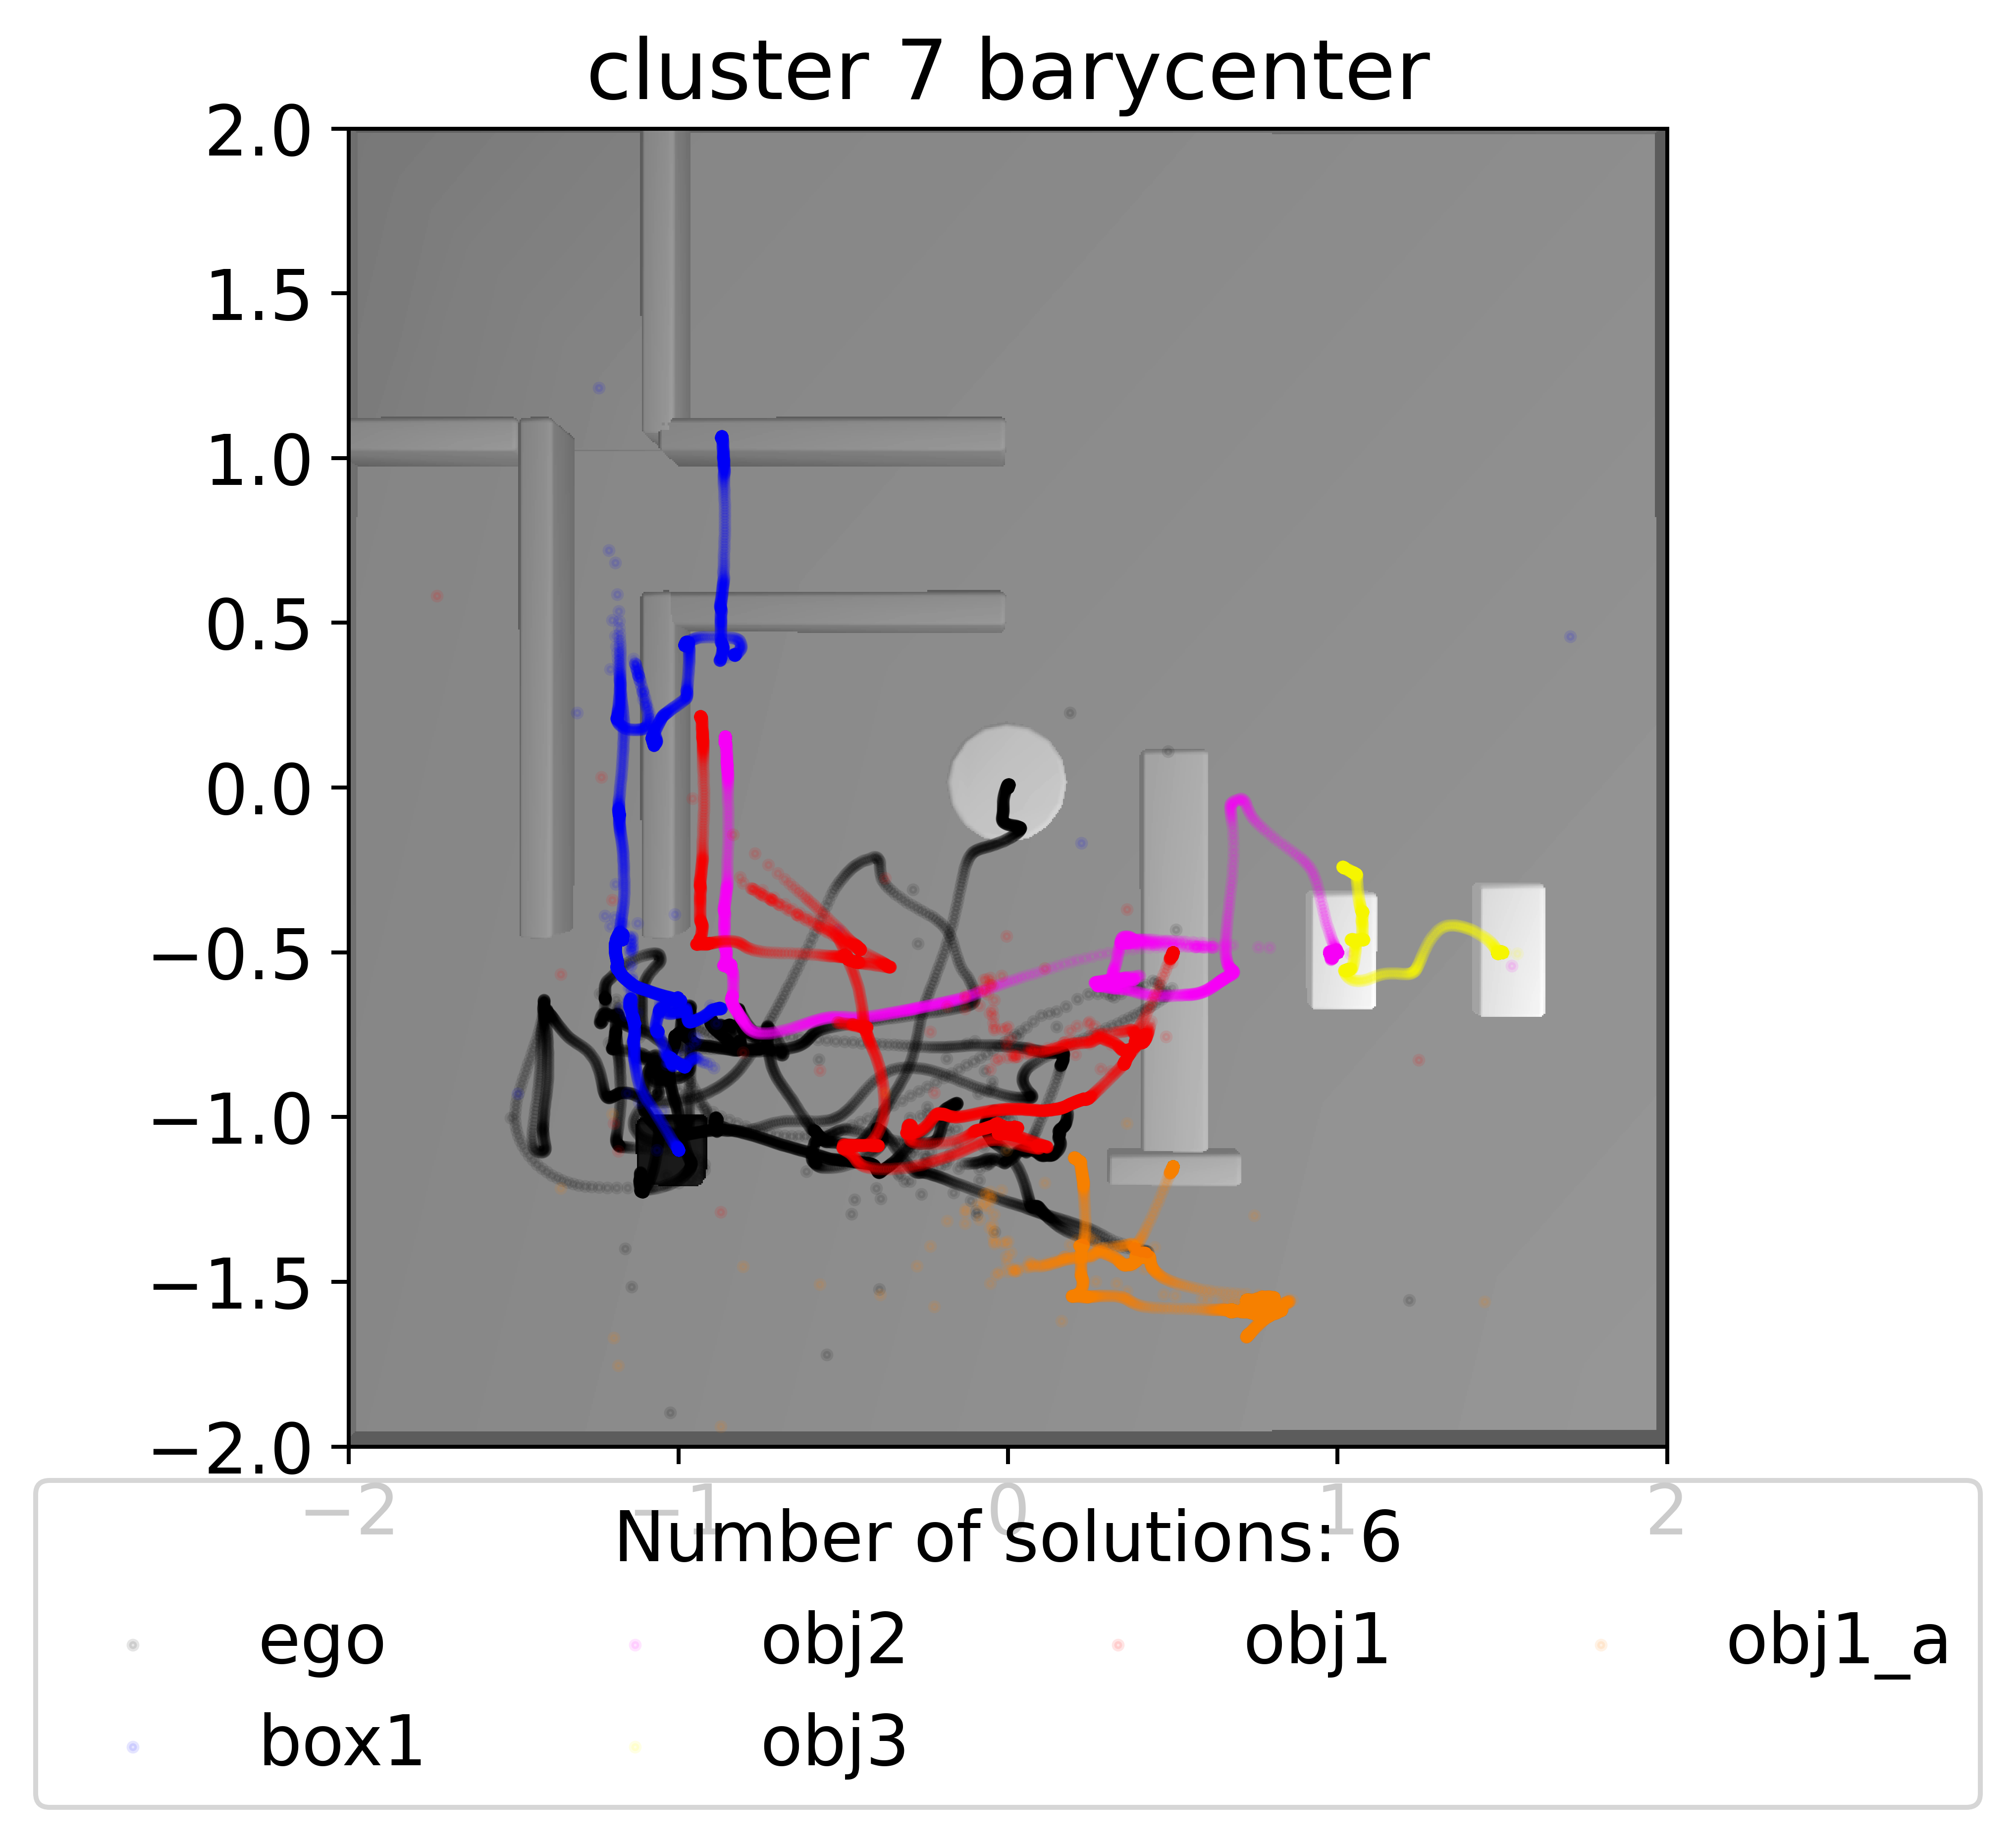 cluster 7 barycenter
2.0
1.5
1.0
0.5
0.0
−0.5
−1.0
−1.5
−2.0
−2 −1 0 1 2
Number of solutions: 6
ego obj2 obj1 obj1_a
box1 obj3